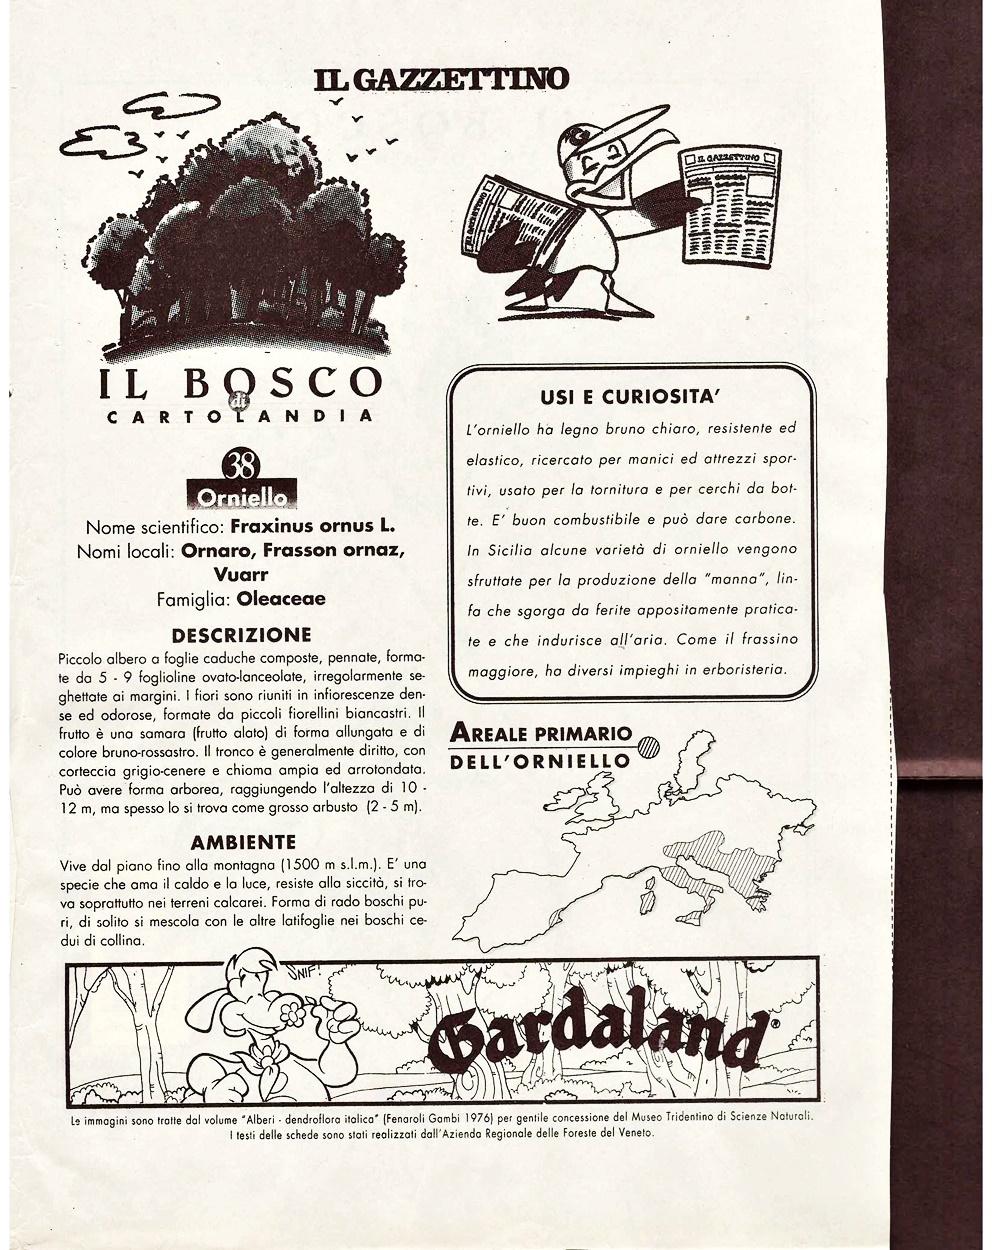 IL GAZZETTINO
IL GAZZETTINO
IL GAZZETTINO
IL BOSCO
di
CARTOLANDIA
38
Orniello
Nome scientifico: Fraxinus ornus L.
Nomi locali: Ornaro, Frasson ornaz,
Vuarr
Famiglia: Oleaceae
DESCRIZIONE
Piccolo albero a foglie caduche composte, pennate, forma-
te da 5 - 9 foglioline ovato-lanceolate, irregolarmente se-
ghettate ai margini. I fiori sono riuniti in infiorescenze den-
se ed odorose, formate da piccoli fiorellini biancastri. Il
frutto è una samara (frutto alato) di forma allungata e di
colore bruno-rossastro. Il tronco è generalmente diritto, con
corteccia grigio-cenere e chioma ampia ed arrotondata.
Può avere forma arborea, raggiungendo l'altezza di 10 -
12 m, ma spesso lo si trova come grosso arbusto (2 - 5 m).
AMBIENTE
Vive dal piano fino alla montagna (1500 m s.l.m.). E' una
specie che ama il caldo e la luce, resiste alla siccità, si tro-
va soprattutto nei terreni calcarei. Forma di rado boschi pu-
ri, di solito si mescola con le altre latifoglie nei boschi ce-
dui di collina.
USI E CURIOSITA'
L'orniello ha legno bruno chiaro, resistente ed
elastico, ricercato per manici ed attrezzi spor-
tivi, usato per la tornitura e per cerchi da bot-
te. E' buon combustibile e può dare carbone.
In Sicilia alcune varietà di orniello vengono
sfruttate per la produzione della "manna", lin-
fa che sgorga da ferite appositamente pratica-
te e che indurisce all'aria. Come il frassino
maggiore, ha diversi impieghi in erboristeria.
AREALE PRIMARIO
DELL'ORNIELLO
SNIF!
Gardaland®
Le immagini sono tratte dal volume "Alberi - dendroflora italica" (Fenaroli Gambi 1976) per gentile concessione del Museo Tridentino di Scienze Naturali.
I testi delle schede sono stati realizzati dall'Azienda Regionale delle Foreste del Veneto.